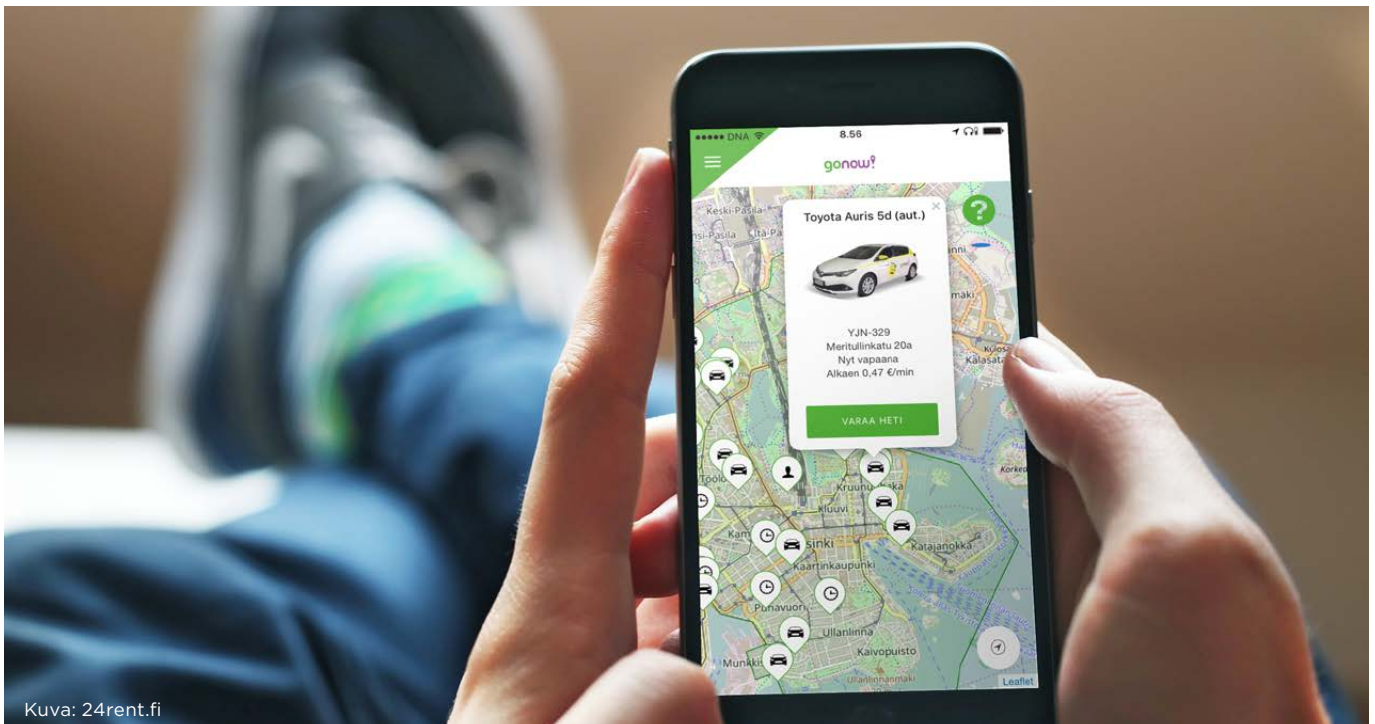 DNA
8.56
gonow!
Keski-Pasila
Toyota Auris 5d (aut.)
?
YJN-329
Meritullinkatu 20a
Nyt vapaana
Alkaen 0,47 €/min
VARAA HETI
Kluuvi
Katajanokka
Kaartinkaupunki
Punavuori
Ullanlinna
Kaivopuisto
Ullanlinnanmäki
Leaflet
Kuva: 24rent.fi